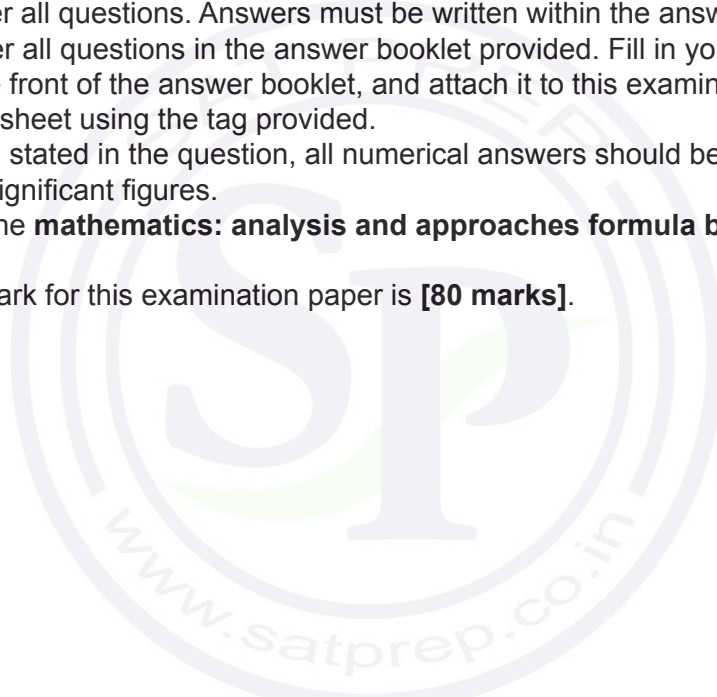 er all questions. Answers must be written within the answ
er all questions in the answer booklet provided. Fill in yo
e front of the answer booklet, and attach it to this examin
sheet using the tag provided.
stated in the question, all numerical answers should be
ignificant figures.
ne mathematics: analysis and approaches formula b
ark for this examination paper is [80 marks].
SATPREP
SP
www.satprep.co.in